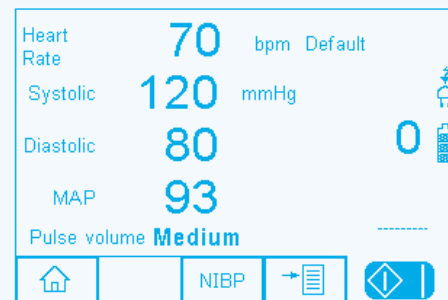 Heart Rate 70 bpm Default
Systolic 120 mmHg
Diastolic 80 0
MAP 93
Pulse volume Medium
--------
NIBP